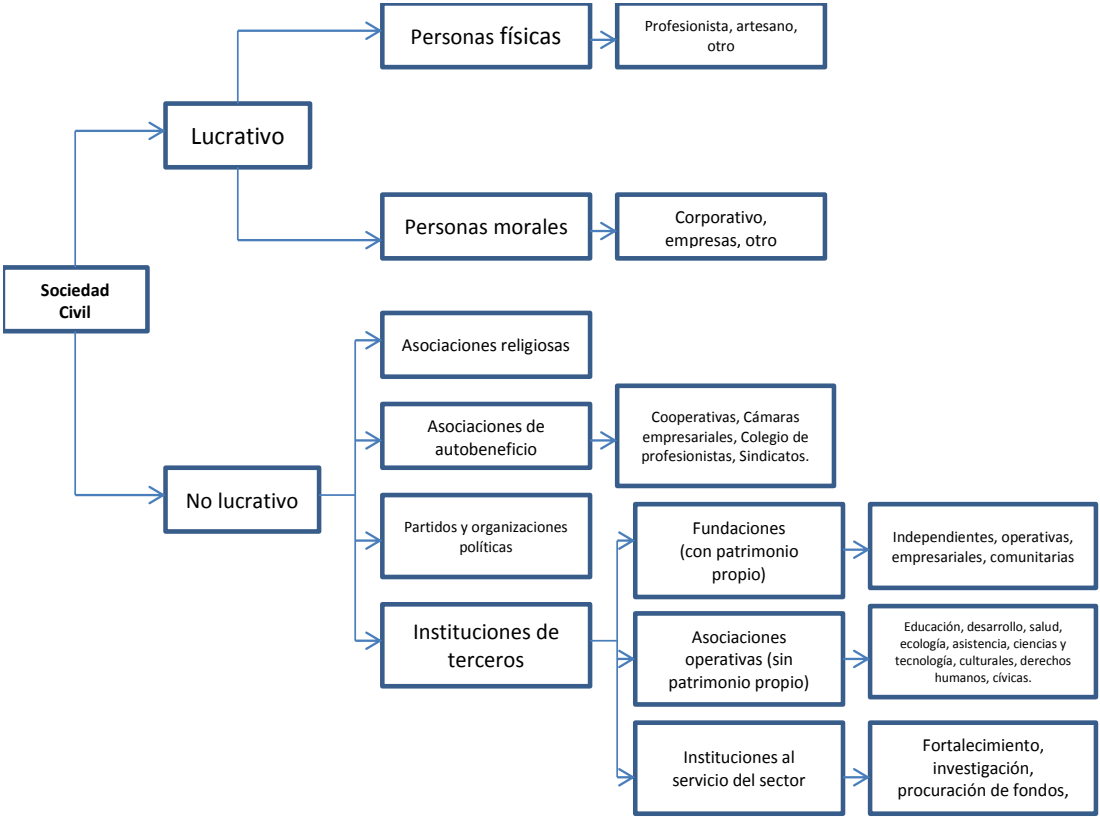 Personas físicas
Profesionista, artesano,
otro
Lucrativo
Personas morales
Corporativo,
empresas, otro
Sociedad
Civil
Asociaciones religiosas
Asociaciones de
autobeneficio
Cooperativas, Cámaras
empresariales, Colegio de
profesionistas, Sindicatos.
No lucrativo
Partidos y organizaciones
políticas
Fundaciones
(con patrimonio
propio)
Independientes, operativas,
empresariales, comunitarias
Instituciones de
terceros
Asociaciones
operativas (sin
patrimonio propio)
Educación, desarrollo, salud,
ecología, asistencia, ciencias y
tecnología, culturales, derechos
humanos, cívicas.
Instituciones al
servicio del sector
Fortalecimiento,
investigación,
procuración de fondos,